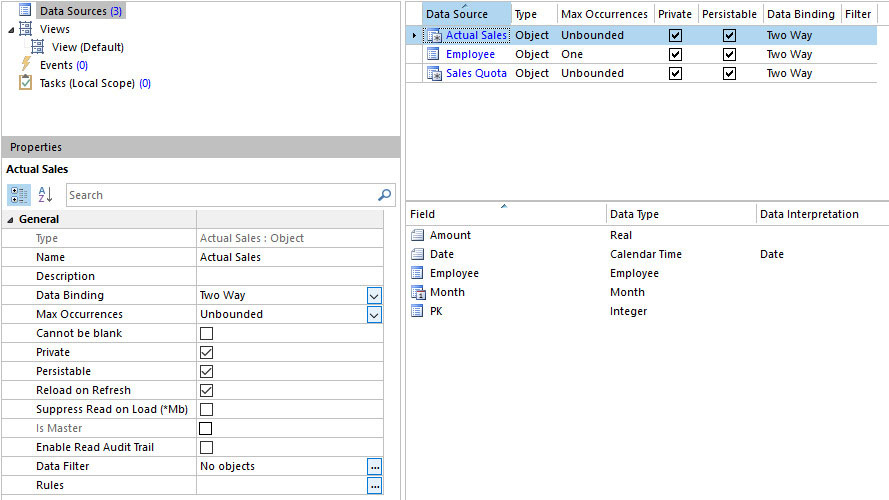 Data Sources (3)
Views
View (Default)
Events (0)
Tasks (Local Scope) (0)
Properties
Actual Sales
A
Z
Search
General
Type Actual Sales : Object
Name Actual Sales
Description
Data Binding Two Way
Max Occurrences Unbounded
Cannot be blank
Private
Persistable
Reload on Refresh
Suppress Read on Load (*Mb)
Is Master
Enable Read Audit Trail
Data Filter No objects ...
Rules ...
Data Source Type Max Occurrences Private Persistable Data Binding Filter
Actual Sales Object Unbounded Two Way
Employee Object One Two Way
Sales Quota Object Unbounded Two Way
Field Data Type Data Interpretation
Amount Real
Date Calendar Time Date
Employee Employee
Month Month
PK Integer